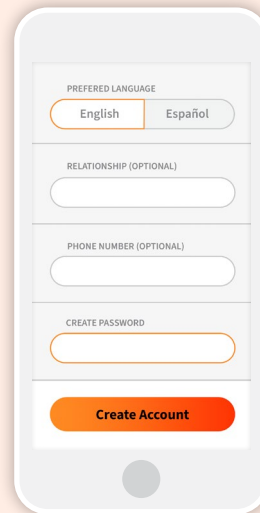 PREFERED LANGUAGE
English Español
RELATIONSHIP (OPTIONAL)
PHONE NUMBER (OPTIONAL)
CREATE PASSWORD
Create Account